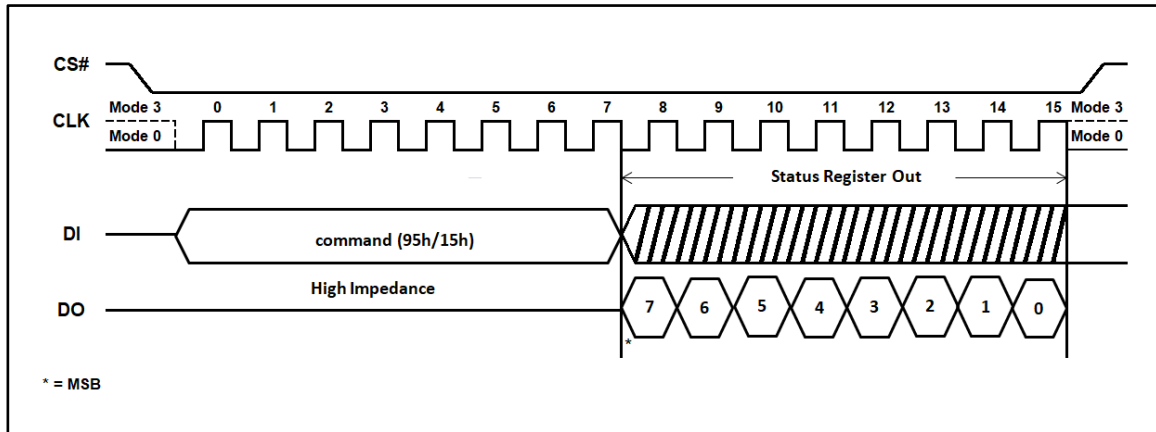 CS#
Mode 3 0 1 2 3 4 5 6 7 8 9 10 11 12 13 14 15 Mode 3
CLK
Mode 0 Mode 0
Status Register Out
DI
command (95h/15h)
High Impedance
DO
7 6 5 4 3 2 1 0
*
* = MSB